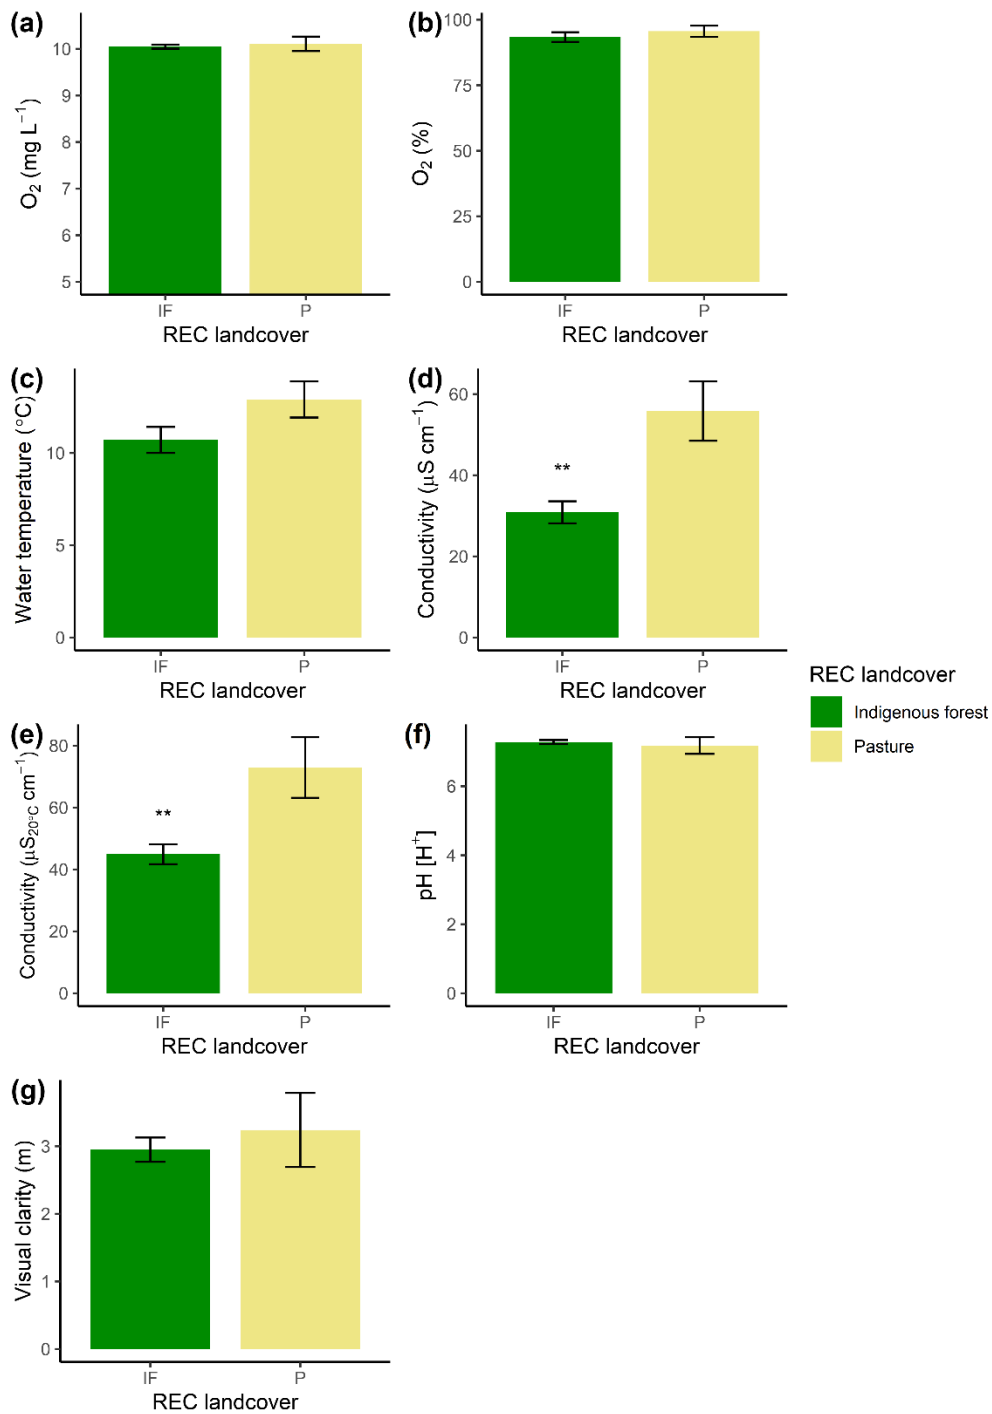 (a)
O₂ (mg L⁻¹)
10
9
8
7
6
5
IF
P
REC landcover
(b)
O₂ (%)
100
75
50
25
0
IF
P
REC landcover
(c)
Water temperature (°C)
10
5
0
IF
P
REC landcover
(d)
Conductivity (µS cm⁻¹)
60
40
20
0
**
IF
P
REC landcover
REC landcover
Indigenous forest
Pasture
(e)
Conductivity (µS₂₀°C cm⁻¹)
80
60
40
20
0
**
IF
P
REC landcover
(f)
pH [H⁺]
6
4
2
0
IF
P
REC landcover
(g)
Visual clarity (m)
3
2
1
0
IF
P
REC landcover